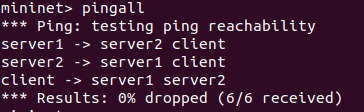 mininet> pingall
*** Ping: testing ping reachability
server1 -> server2 client
server2 -> server1 client
client -> server1 server2
*** Results: 0% dropped (6/6 received)